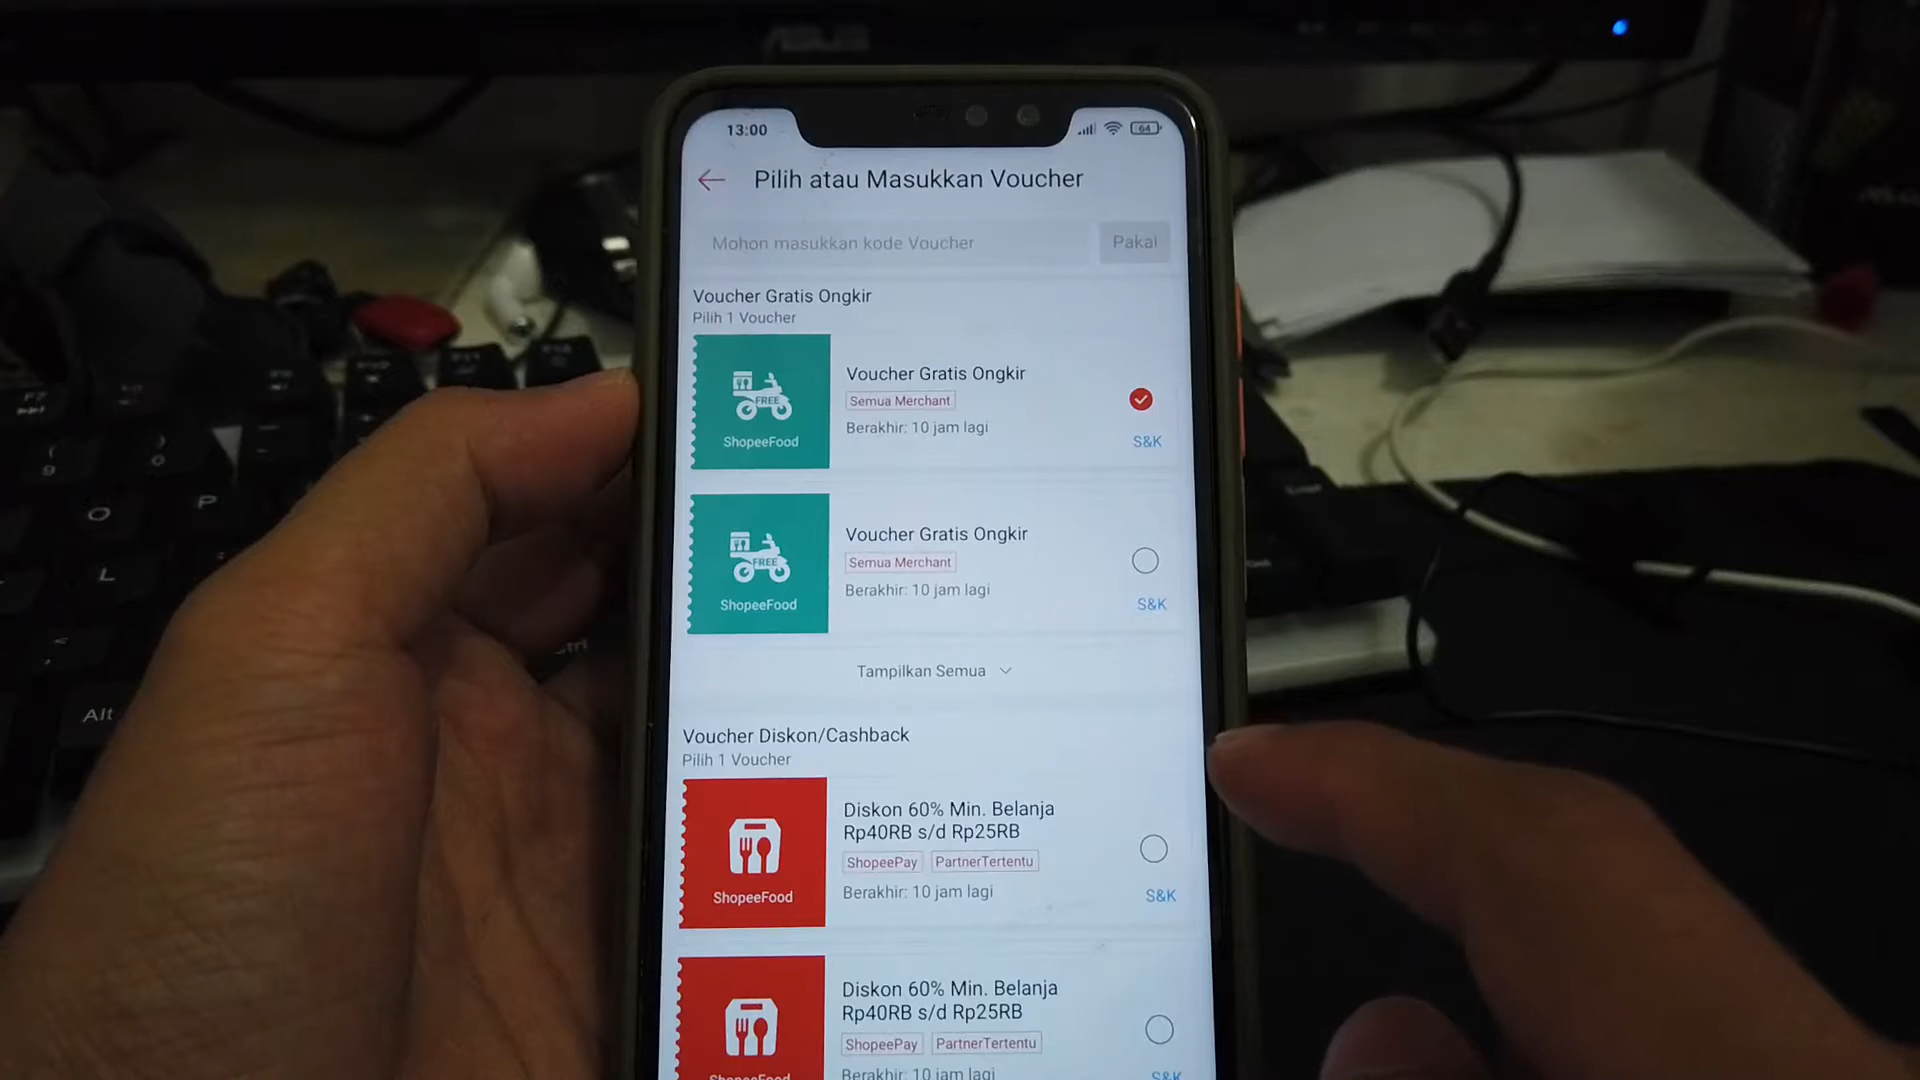 ASUS
13:00
64
Pilih atau Masukkan Voucher
Mohon masukkan kode Voucher
Pakai
Voucher Gratis Ongkir
Pilih 1 Voucher
FREE
ShopeeFood
Voucher Gratis Ongkir
Semua Merchant
Berakhir: 10 jam lagi
S&K
FREE
ShopeeFood
Voucher Gratis Ongkir
Semua Merchant
Berakhir: 10 jam lagi
S&K
Tampilkan Semua
Voucher Diskon/Cashback
Pilih 1 Voucher
ShopeeFood
Diskon 60% Min. Belanja
Rp40RB s/d Rp25RB
ShopeePay PartnerTertentu
Berakhir: 10 jam lagi
S&K
ShopeeFood
Diskon 60% Min. Belanja
Rp40RB s/d Rp25RB
ShopeePay PartnerTertentu
Berakhir: 10 jam lagi
S&K
O
P
L
Alt